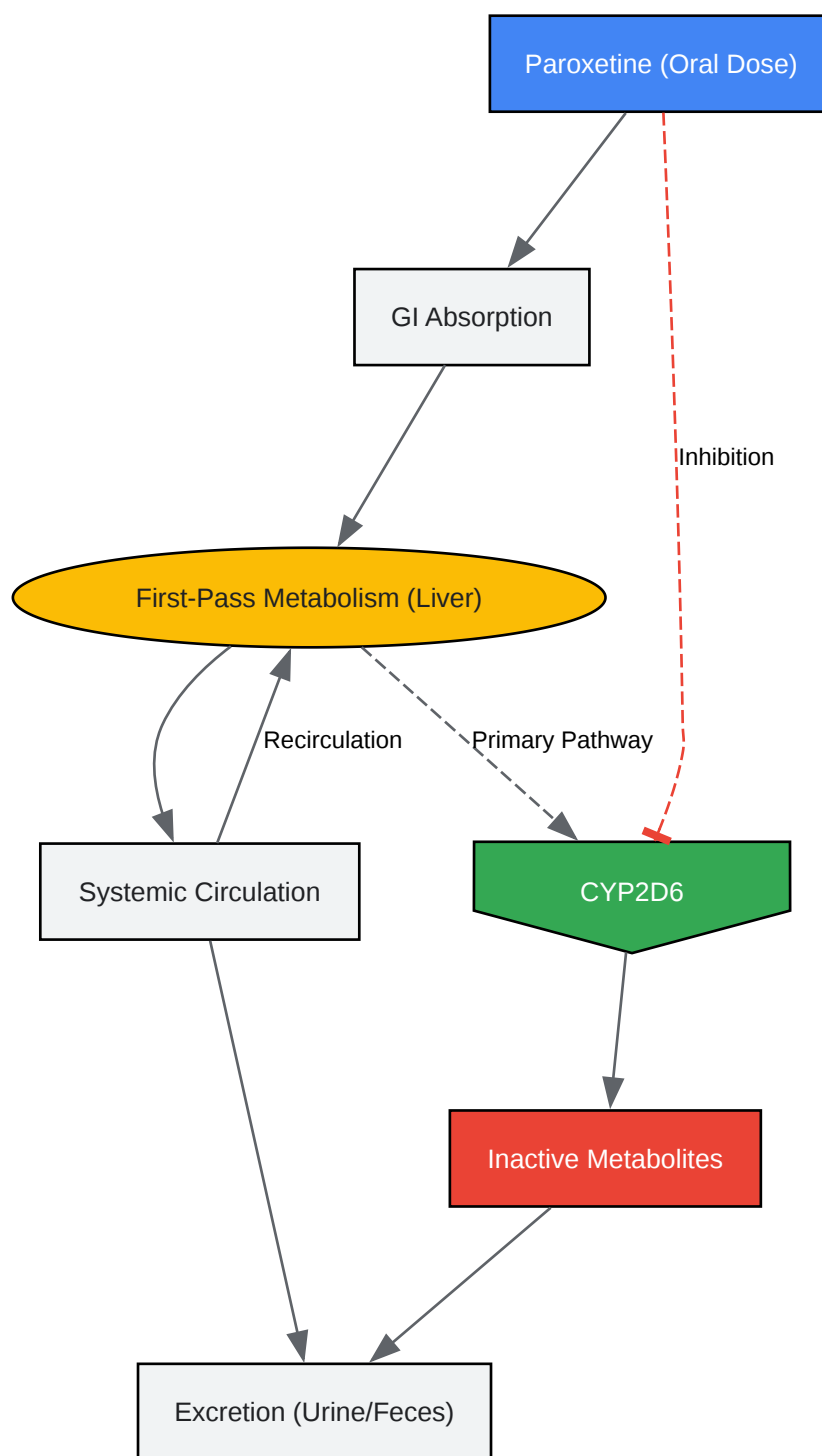 Paroxetine (Oral Dose)
GI Absorption
Inhibition
First-Pass Metabolism (Liver)
Recirculation
Primary Pathway
Systemic Circulation
CYP2D6
Inactive Metabolites
Excretion (Urine/Feces)